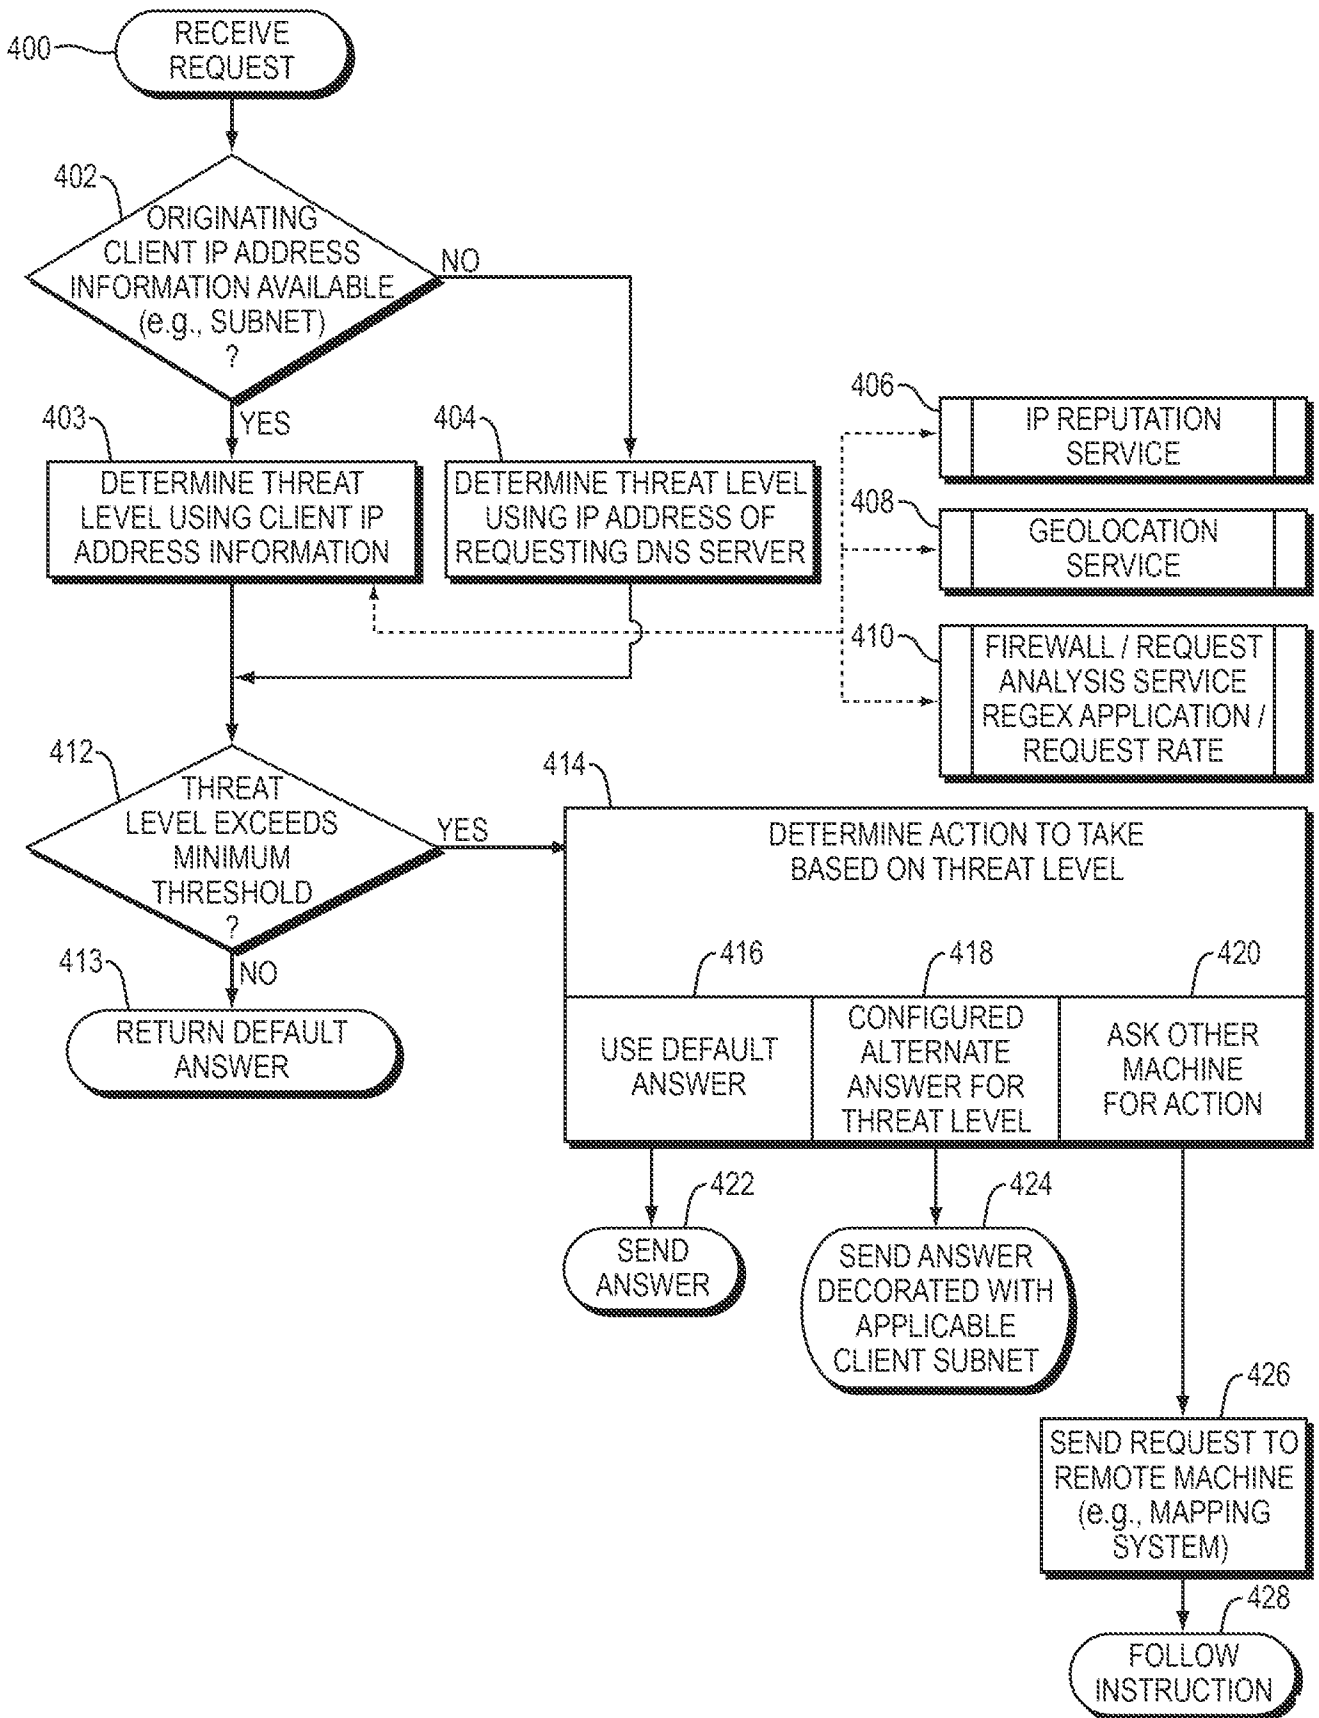 400
RECEIVE
REQUEST
402
ORIGINATING
CLIENT IP ADDRESS
INFORMATION AVAILABLE
(e.g., SUBNET)
?
NO
YES
403
DETERMINE THREAT
LEVEL USING CLIENT IP
ADDRESS INFORMATION
404
DETERMINE THREAT LEVEL
USING IP ADDRESS OF
REQUESTING DNS SERVER
406
IP REPUTATION
SERVICE
408
GEOLOCATION
SERVICE
410
FIREWALL / REQUEST
ANALYSIS SERVICE
REGEX APPLICATION /
REQUEST RATE
412
THREAT
LEVEL EXCEEDS
MINIMUM
THRESHOLD
?
YES
NO
413
RETURN DEFAULT
ANSWER
414
DETERMINE ACTION TO TAKE
BASED ON THREAT LEVEL
416
USE DEFAULT
ANSWER
418
CONFIGURED
ALTERNATE
ANSWER FOR
THREAT LEVEL
420
ASK OTHER
MACHINE
FOR ACTION
422
SEND
ANSWER
424
SEND ANSWER
DECORATED WITH
APPLICABLE
CLIENT SUBNET
426
SEND REQUEST TO
REMOTE MACHINE
(e.g., MAPPING
SYSTEM)
428
FOLLOW
INSTRUCTION